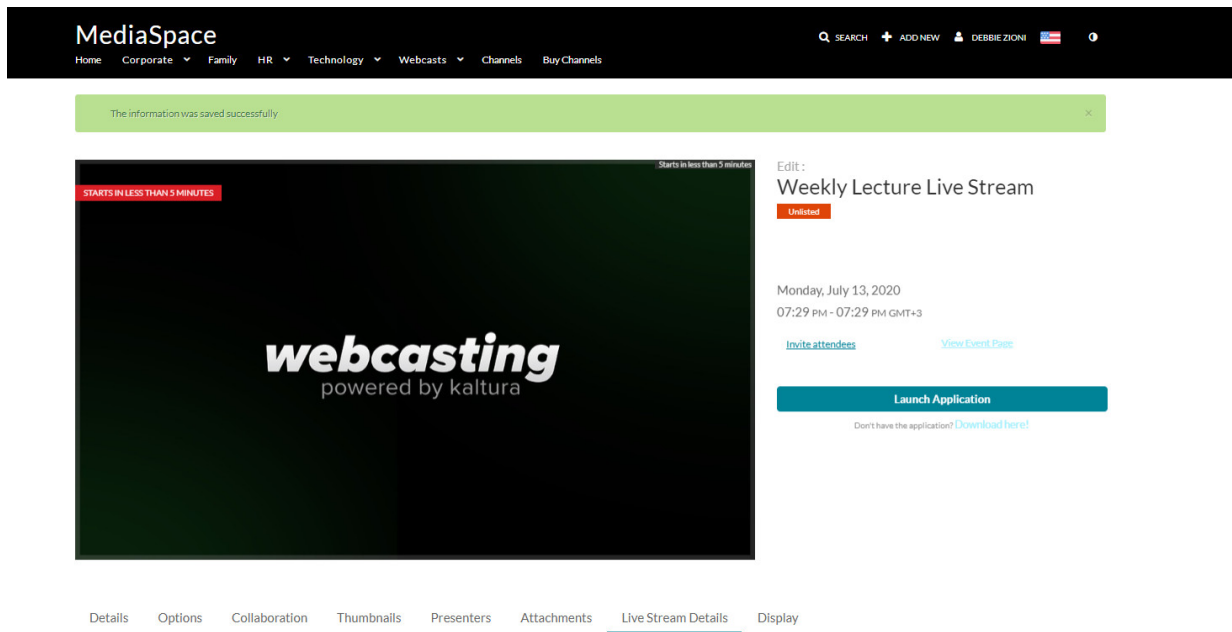 MediaSpace
SEARCH ADD NEW DEBBIE ZIONI
Home Corporate Family HR Technology Webcasts Channels Buy Channels
The information was saved successfully
×
Starts in less than 5 minutes
STARTS IN LESS THAN 5 MINUTES
webcasting
powered by kaltura
Edit :
Weekly Lecture Live Stream
Unlisted
Monday, July 13, 2020
07:29 PM - 07:29 PM GMT+3
Invite attendees View Event Page
Launch Application
Don't have the application? Download here!
Details Options Collaboration Thumbnails Presenters Attachments Live Stream Details Display